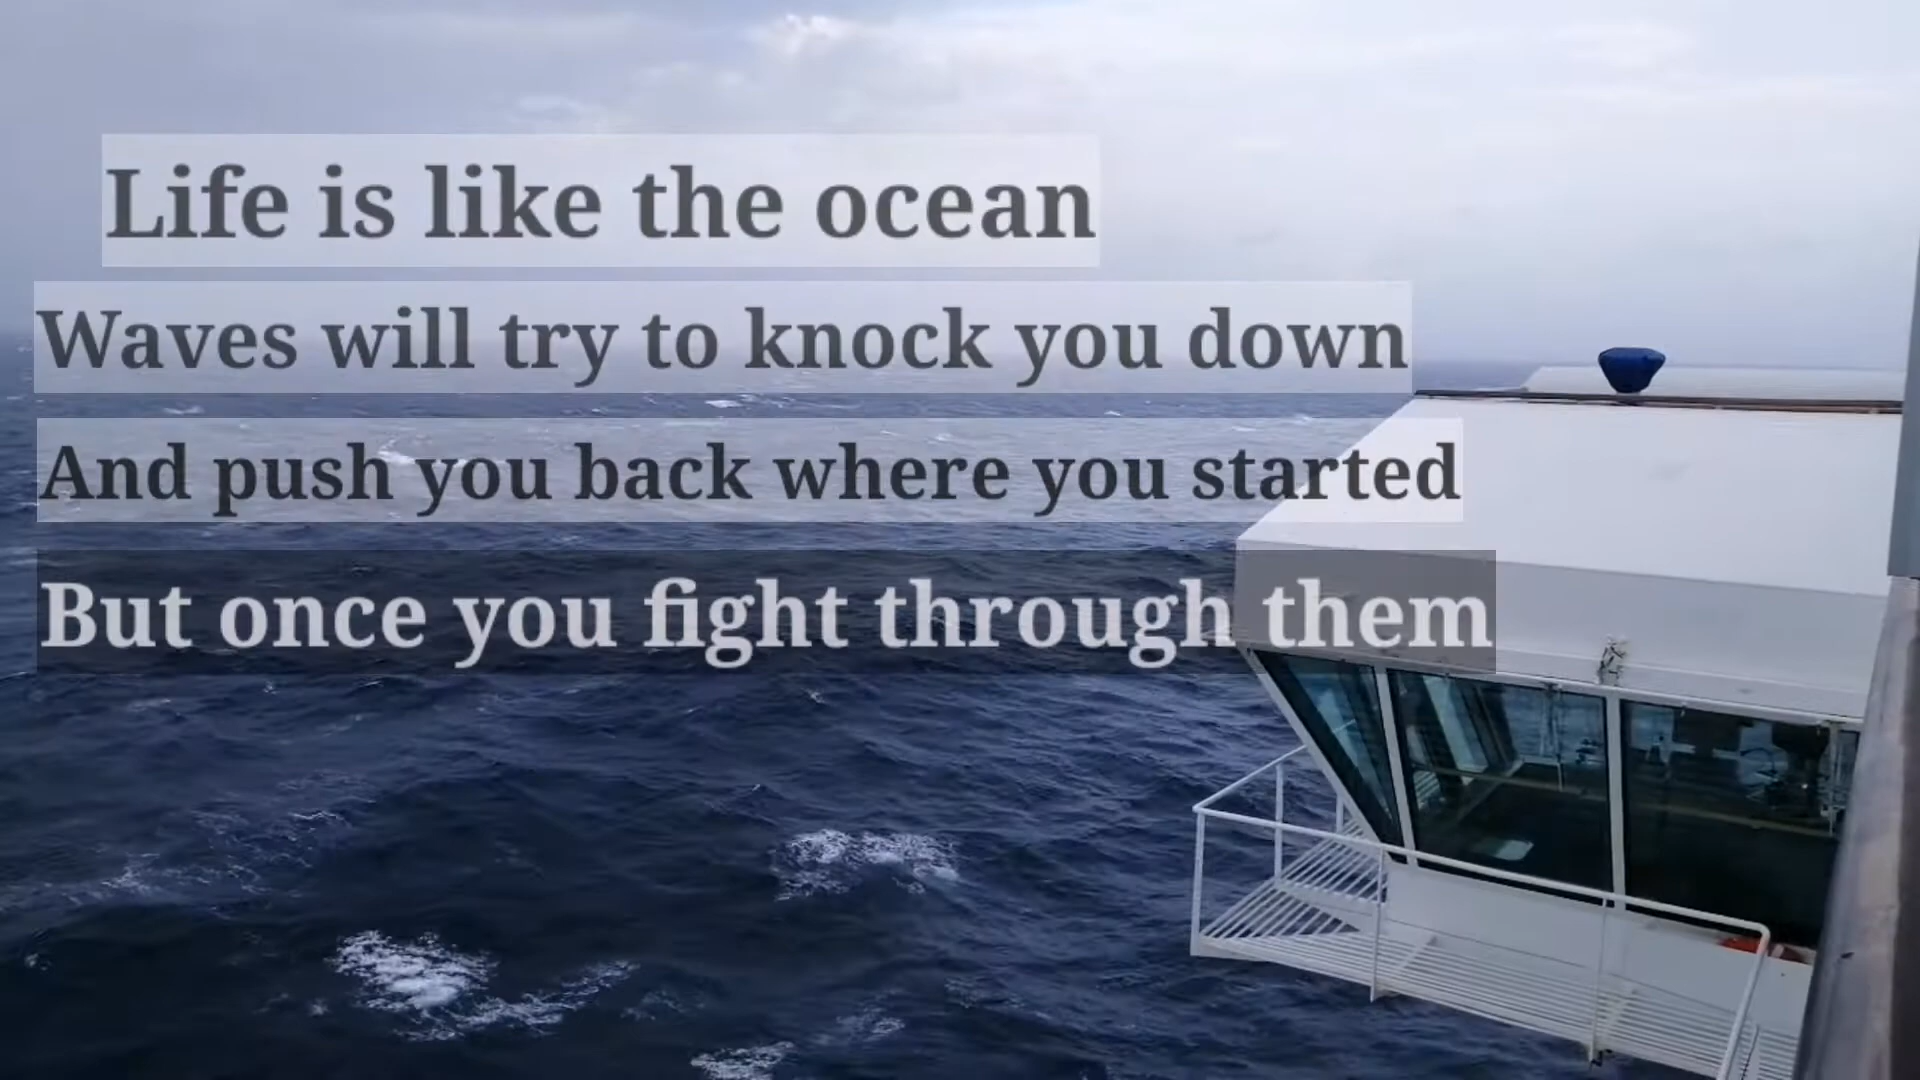 Life is like the ocean
Waves will try to knock you down
And push you back where you started
But once you fight through them